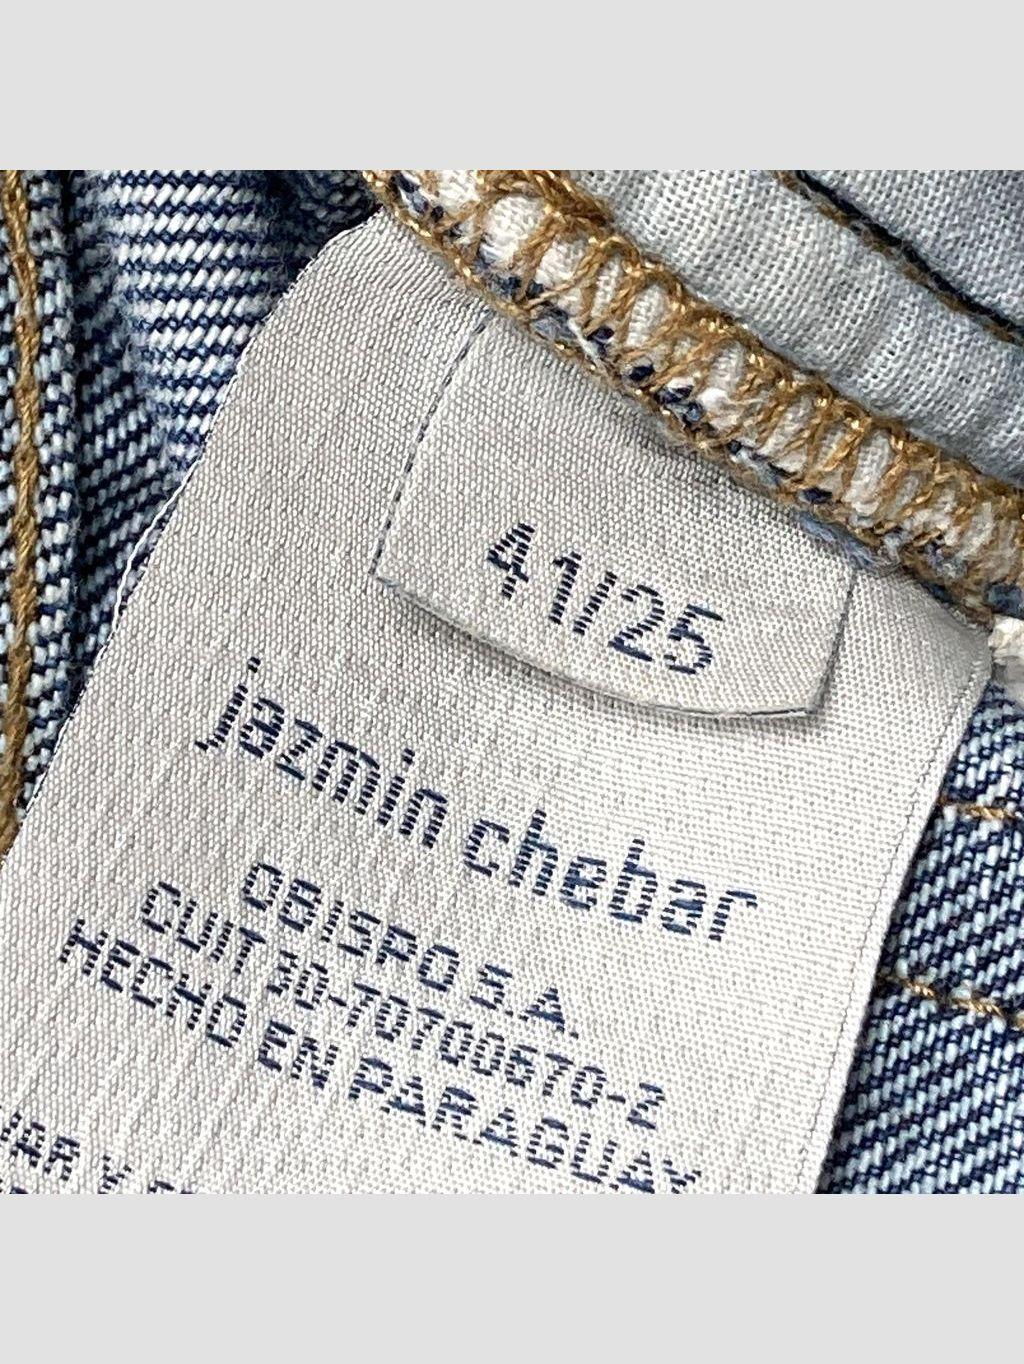 41/25
jazmin chebar
OBISPO S.A.
CUIT 30-70700670-2
HECHO EN PARAGUAY